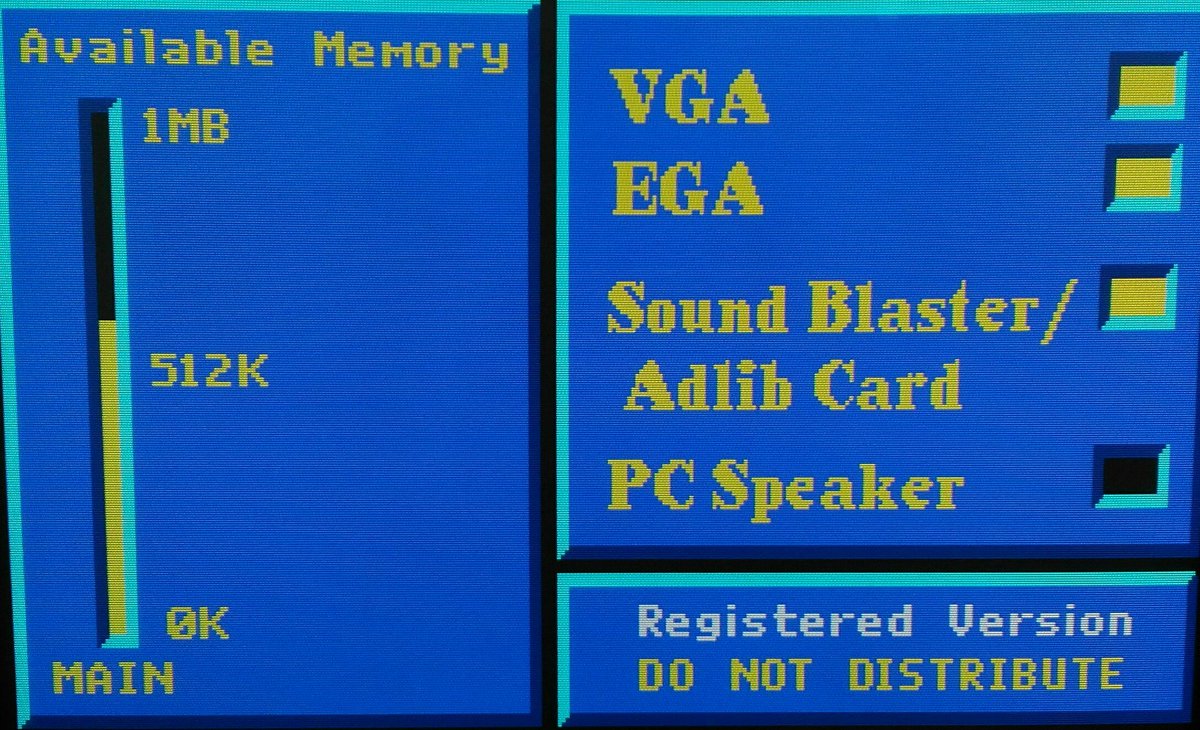 Available Memory
1MB
512K
0K
MAIN
VGA
EGA
Sound Blaster/
Adlib Card
PC Speaker
Registered Version
DO NOT DISTRIBUTE